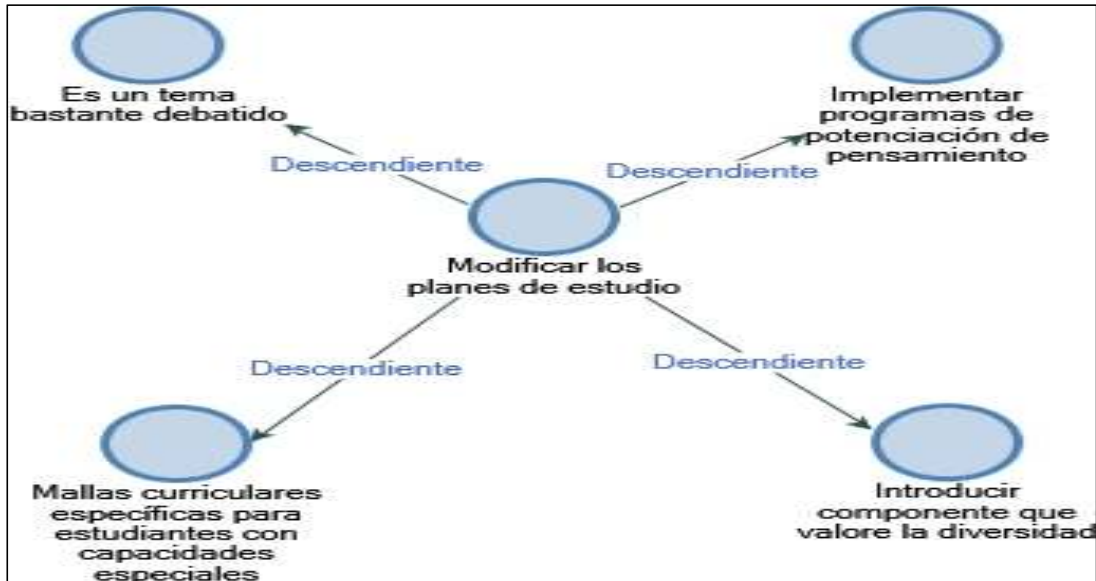 Es un tema
bastante debatido
Implementar
programas de
potenciación de
pensamiento
Descendiente
Descendiente
Modificar los
planes de estudio
Descendiente
Descendiente
Mallas curriculares
específicas para
estudiantes con
capacidades
especiales
Introducir
componente que
valore la diversidad